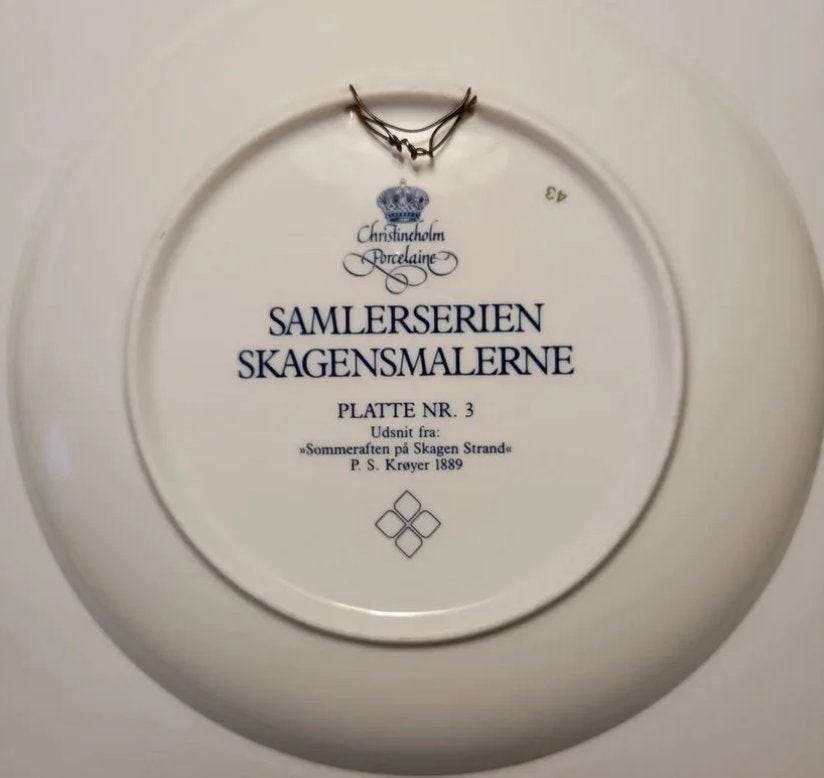 43
Christineholm
Porcelaine
SAMLERSERIEN
SKAGENSMALERNE
PLATTE NR. 3
Udsnit fra:
»Sommeraften på Skagen Strand«
P. S. Krøyer 1889